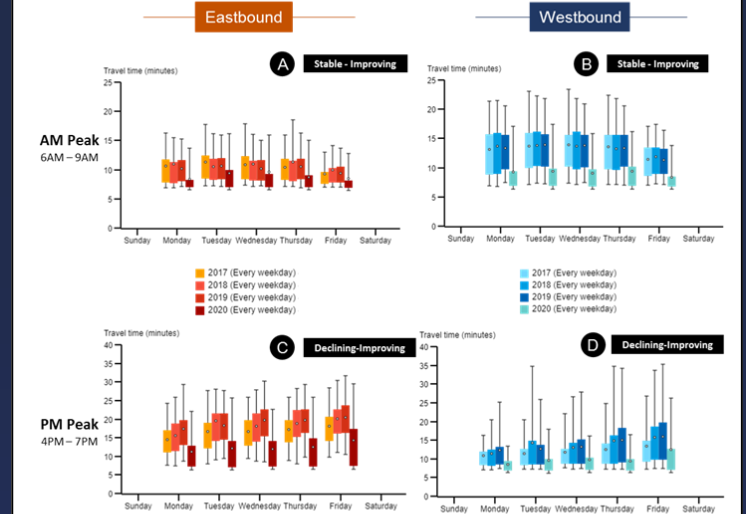 Eastbound
Westbound
A
Stable - Improving
B
Stable - Improving
Travel time (minutes)
25
20
15
10
5
0
Sunday Monday Tuesday Wednesday Thursday Friday Saturday
Travel time (minutes)
25
20
15
10
5
0
Sunday Monday Tuesday Wednesday Thursday Friday Saturday
AM Peak
6AM – 9AM
2017 (Every weekday)
2018 (Every weekday)
2019 (Every weekday)
2020 (Every weekday)
2017 (Every weekday)
2018 (Every weekday)
2019 (Every weekday)
2020 (Every weekday)
C
Declining-Improving
D
Declining-Improving
Travel time (minutes)
40
35
30
25
20
15
10
5
0
Sunday Monday Tuesday Wednesday Thursday Friday Saturday
Travel time (minutes)
40
35
30
25
20
15
10
5
0
Sunday Monday Tuesday Wednesday Thursday Friday Saturday
PM Peak
4PM – 7PM